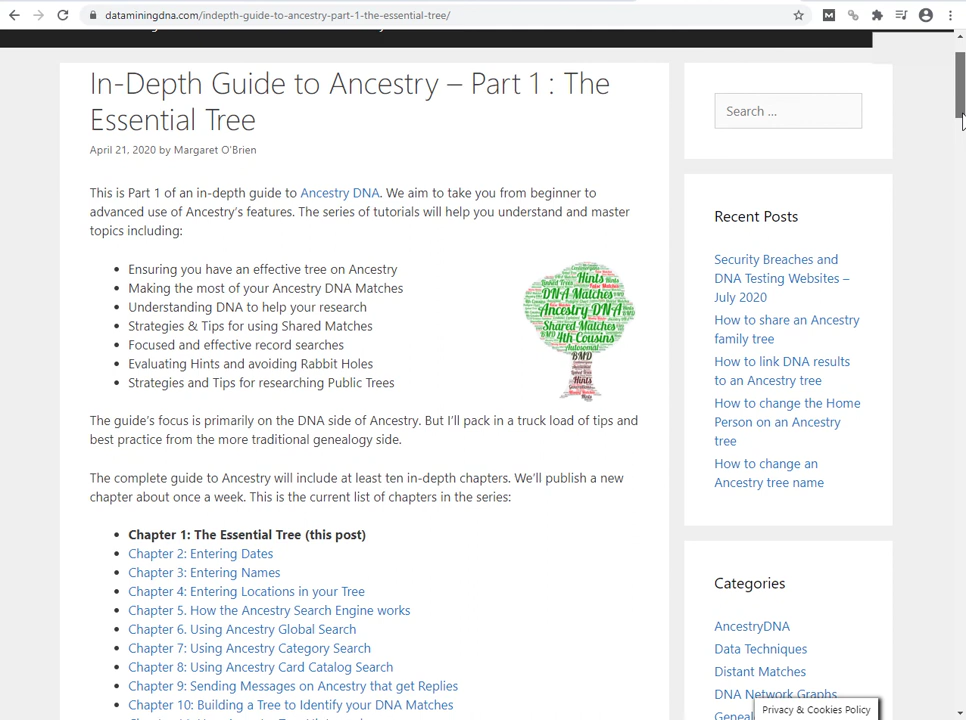 dataminingdna.com/indepth-guide-to-ancestry-part-1-the-essential-tree/
In-Depth Guide to Ancestry – Part 1 : The
Essential Tree
April 21, 2020 by Margaret O'Brien
This is Part 1 of an in-depth guide to Ancestry DNA. We aim to take you from beginner to
advanced use of Ancestry's features. The series of tutorials will help you understand and master
topics including:
• Ensuring you have an effective tree on Ancestry
• Making the most of your Ancestry DNA Matches
• Understanding DNA to help your research
• Strategies & Tips for using Shared Matches
• Focused and effective record searches
• Evaluating Hints and avoiding Rabbit Holes
• Strategies and Tips for researching Public Trees
Hints
Linked Trees
DNA Matches
Ancestry DNA
Shared Matches
4th Cousins
Autosomal
BMD
Hints
The guide's focus is primarily on the DNA side of Ancestry. But I'll pack in a truck load of tips and
best practice from the more traditional genealogy side.
The complete guide to Ancestry will include at least ten in-depth chapters. We'll publish a new
chapter about once a week. This is the current list of chapters in the series:
• Chapter 1: The Essential Tree (this post)
• Chapter 2: Entering Dates
• Chapter 3: Entering Names
• Chapter 4: Entering Locations in your Tree
• Chapter 5. How the Ancestry Search Engine works
• Chapter 6. Using Ancestry Global Search
• Chapter 7: Using Ancestry Category Search
• Chapter 8: Using Ancestry Card Catalog Search
• Chapter 9: Sending Messages on Ancestry that get Replies
• Chapter 10: Building a Tree to Identify your DNA Matches
Search ...
Recent Posts
Security Breaches and
DNA Testing Websites –
July 2020
How to share an Ancestry
family tree
How to link DNA results
to an Ancestry tree
How to change the Home
Person on an Ancestry
tree
How to change an
Ancestry tree name
Categories
AncestryDNA
Data Techniques
Distant Matches
DNA Network Graphs
Privacy & Cookies Policy